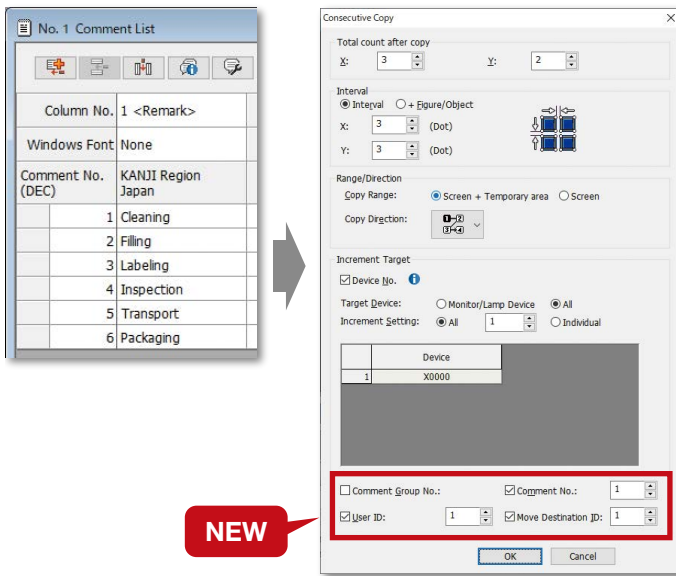 No. 1 Comment List
Column No. 1 <Remark>
Windows Font None
Comment No. (DEC) KANJI Region Japan
1 Cleaning
2 Filling
3 Labeling
4 Inspection
5 Transport
6 Packaging
Consecutive Copy
Total count after copy
X: 3 Y: 2
Interval
Interval + Figure/Object
X: 3 (Dot)
Y: 3 (Dot)
Range/Direction
Copy Range: Screen + Temporary area Screen
Copy Direction: 1 2 3 4
Increment Target
Device No.
Target Device: Monitor/Lamp Device All
Increment Setting: All 1 Individual
Device
1 X0000
Comment Group No.: Comment No.: 1
User ID: 1 Move Destination ID: 1
NEW
OK Cancel